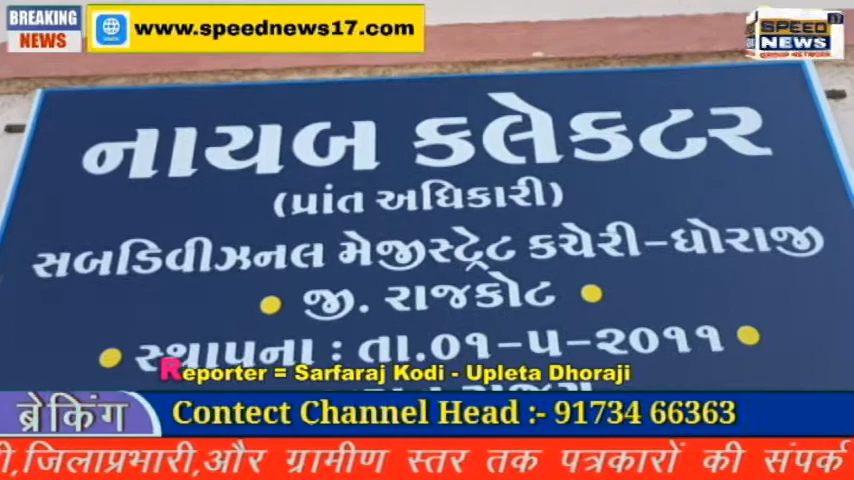 BREAKING
NEWS
www.speednews17.com
SPEED
NEWS
નાયબ કલેકટર
(પ્રાંત અધિકારી)
સબડિવીઝનલ મેજીસ્ટ્રેટ કચેરી-ધોરાજી
જી. રાજકોટ
સ્થાપના : તા.૦૧-૫-૨૦૧૧
Reporter = Sarfaraj Kodi - Upleta Dhoraji
ब्रेकिंग
Contect Channel Head :- 91734 66363
जिलाप्रभारी,और ग्रामीण स्तर तक पत्रकारों की संपर्क